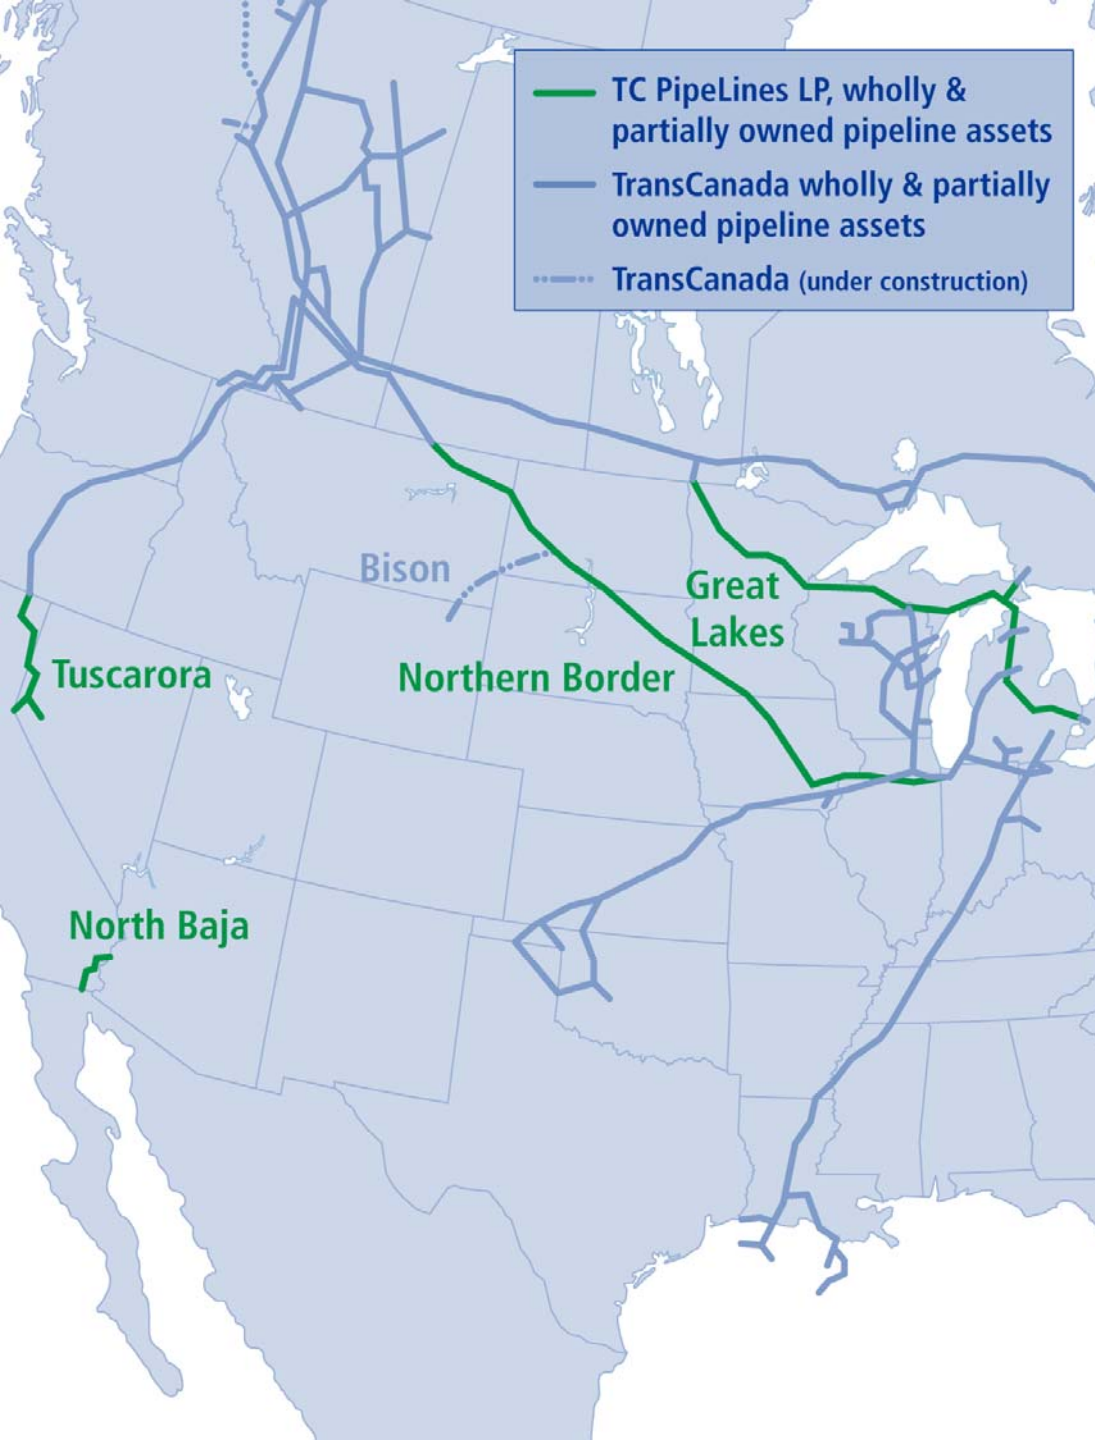 TC PipeLines LP, wholly &
partially owned pipeline assets
TransCanada wholly & partially
owned pipeline assets
TransCanada (under construction)
Bison
Great
Lakes
Northern Border
Tuscarora
North Baja